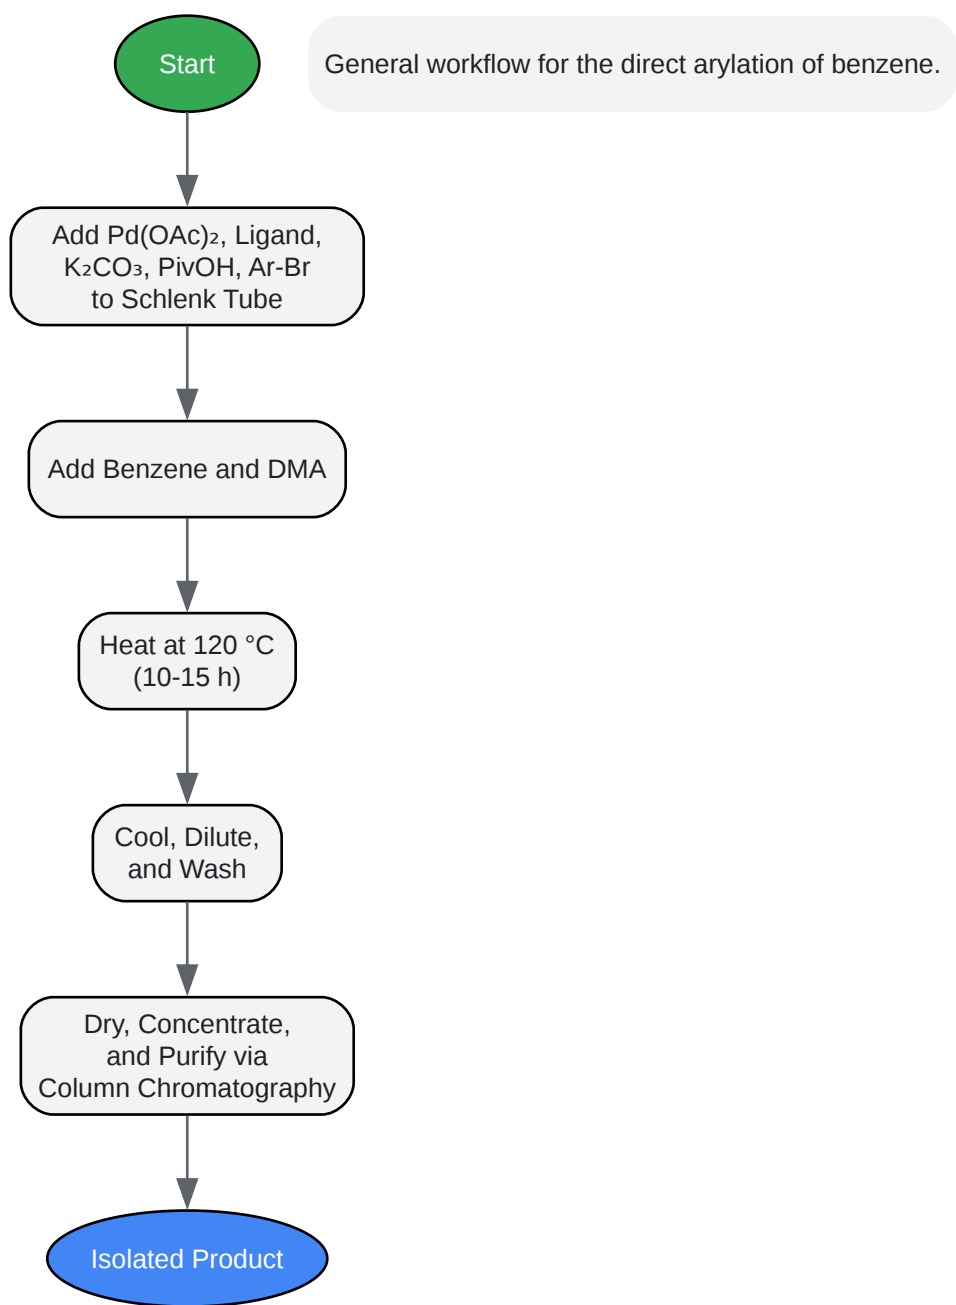 Start
General workflow for the direct arylation of benzene.
Add Pd(OAc)₂, Ligand,
K₂CO₃, PivOH, Ar-Br
to Schlenk Tube
Add Benzene and DMA
Heat at 120 °C
(10-15 h)
Cool, Dilute,
and Wash
Dry, Concentrate,
and Purify via
Column Chromatography
Isolated Product